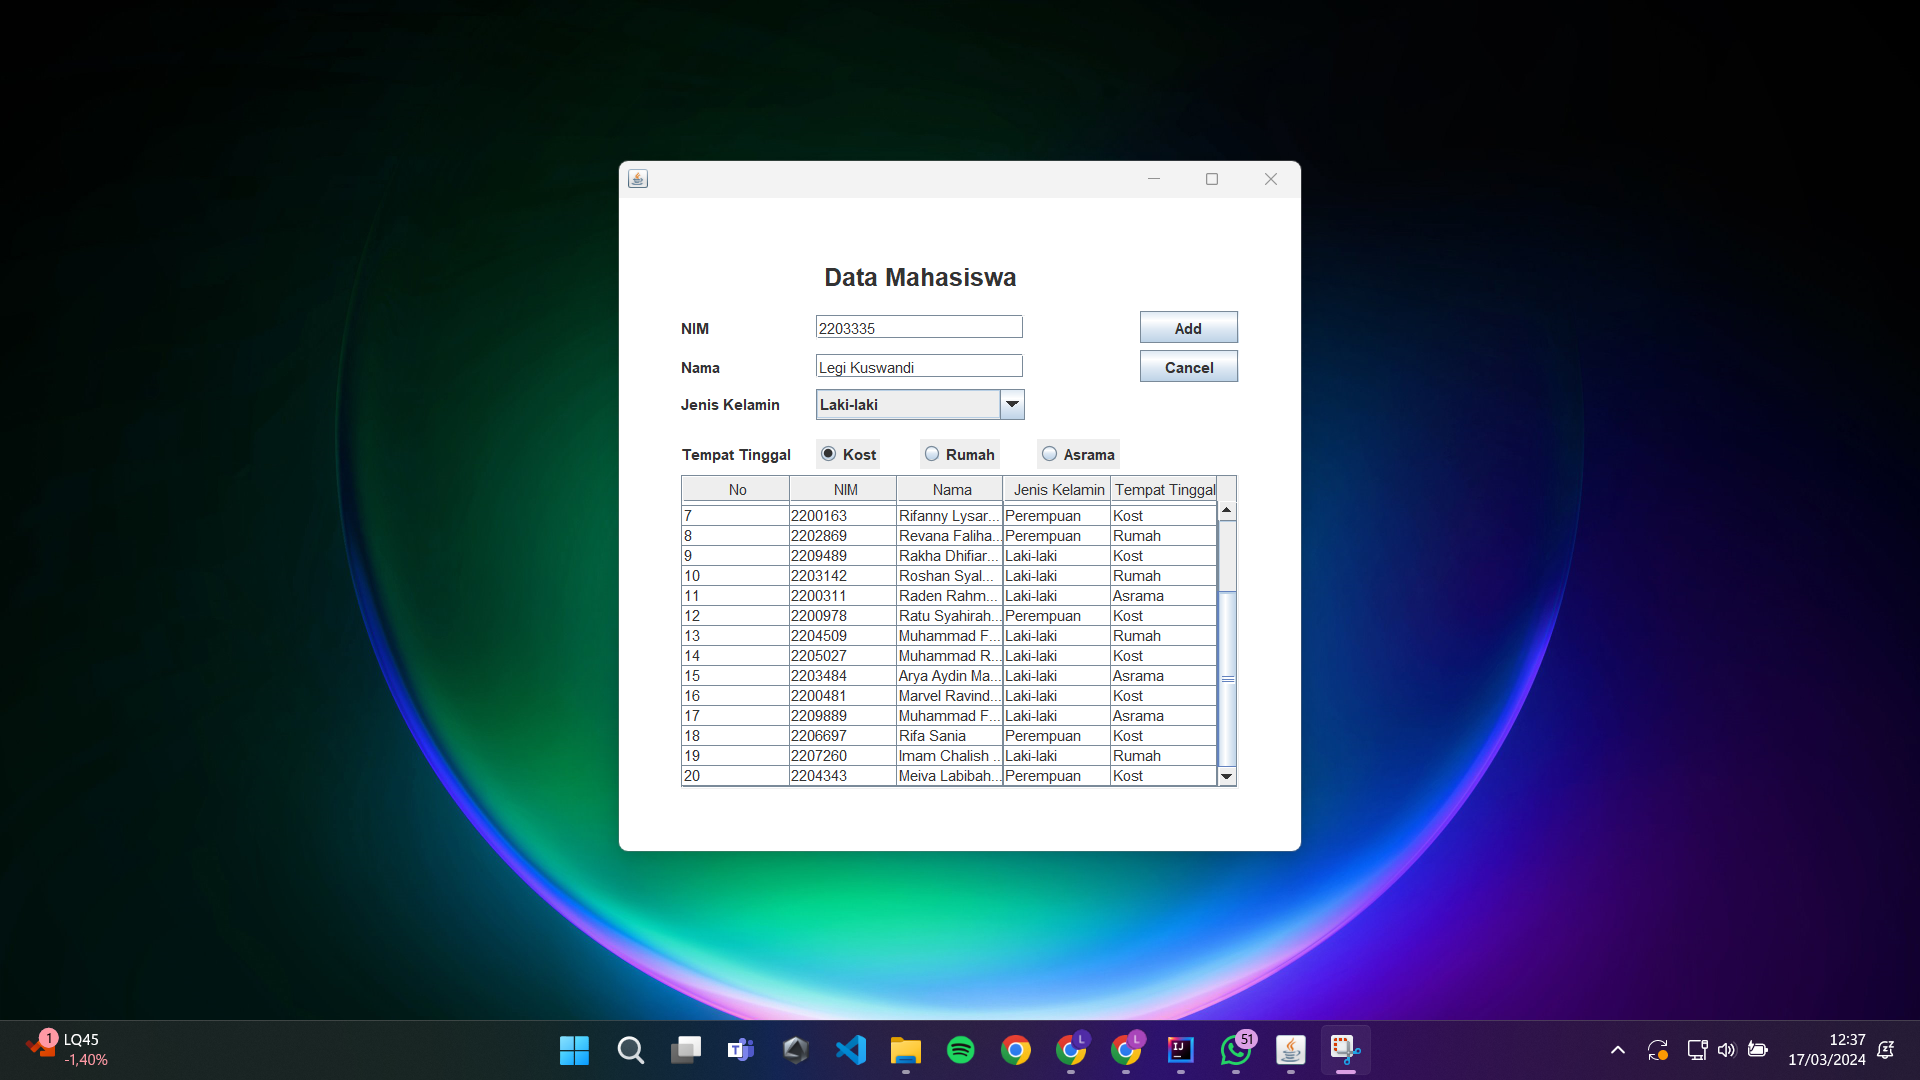 Data Mahasiswa
NIM 2203335 Add
Nama Legi Kuswandi Cancel
Jenis Kelamin Laki-laki
Tempat Tinggal Kost Rumah Asrama
No NIM Nama Jenis Kelamin Tempat Tinggal
7 2200163 Rifanny Lysar... Perempuan Kost
8 2202869 Revana Faliha... Perempuan Rumah
9 2209489 Rakha Dhifiar... Laki-laki Kost
10 2203142 Roshan Syal... Laki-laki Rumah
11 2200311 Raden Rahm... Laki-laki Asrama
12 2200978 Ratu Syahirah... Perempuan Kost
13 2204509 Muhammad F... Laki-laki Rumah
14 2205027 Muhammad R... Laki-laki Kost
15 2203484 Arya Aydin Ma... Laki-laki Asrama
16 2200481 Marvel Ravind... Laki-laki Kost
17 2209889 Muhammad F... Laki-laki Asrama
18 2206697 Rifa Sania Perempuan Kost
19 2207260 Imam Chalish .. Laki-laki Rumah
20 2204343 Meiva Labibah... Perempuan Kost
1 LQ45
-1,40%
L L IJ 51
12:37
17/03/2024